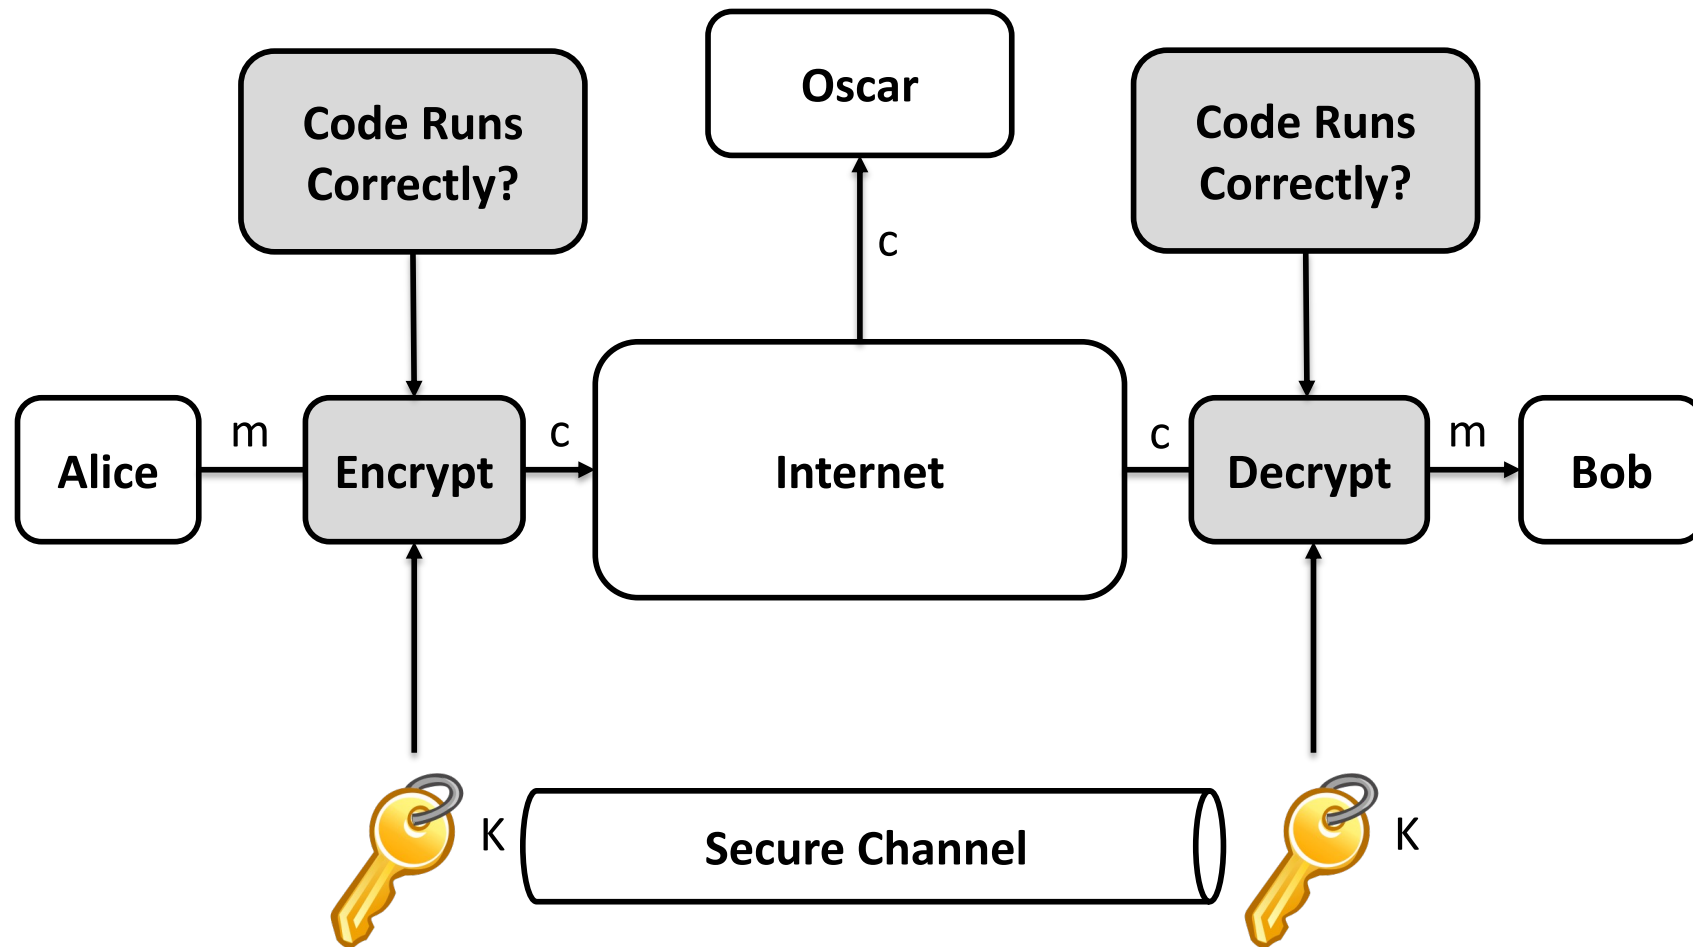 Code Runs
Correctly?
Oscar
Code Runs
Correctly?
c
Alice
m
Encrypt
c
Internet
c
Decrypt
m
Bob
K
Secure Channel
K